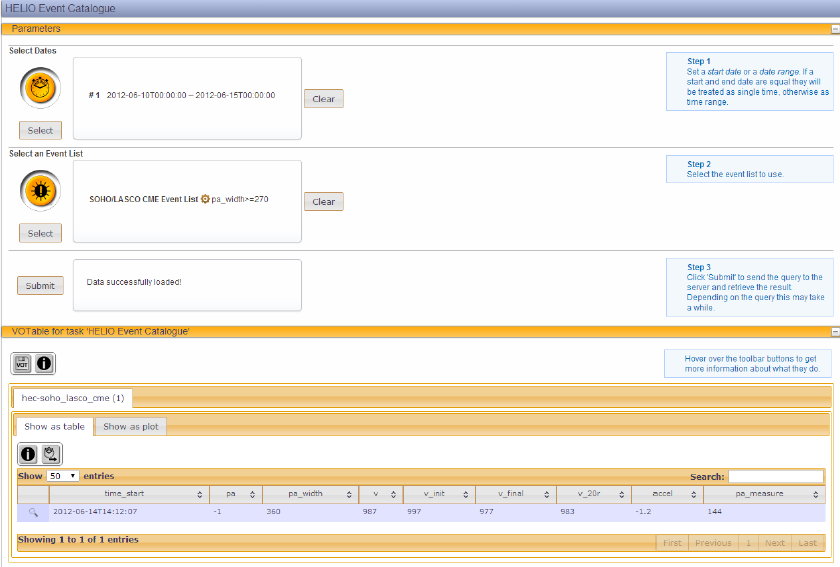 HELIO Event Catalogue
Parameters
Select Dates
# 1 2012-06-10T00:00:00 – 2012-06-15T00:00:00
Select
Clear
Step 1
Set a start date or a date range. If a
start and end date are equal they will
be treated as single time, otherwise as
time range.
Select an Event List
SOHO/LASCO CME Event List pa_width>=270
Select
Clear
Step 2
Select the event list to use.
Submit
Data successfully loaded!
Step 3
Click 'Submit' to send the query to the
server and retrieve the result.
Depending on the query this may take
a while.
VOTable for task 'HELIO Event Catalogue'
VOT
Hover over the toolbar buttons to get
more information about what they do.
hec-soho_lasco_cme (1)
Show as table Show as plot
Show 50 entries Search:
time_start pa pa_width v v_init v_final v_20r accel pa_measure
2012-06-14T14:12:07 -1 360 987 997 977 983 -1.2 144
Showing 1 to 1 of 1 entries First Previous 1 Next Last